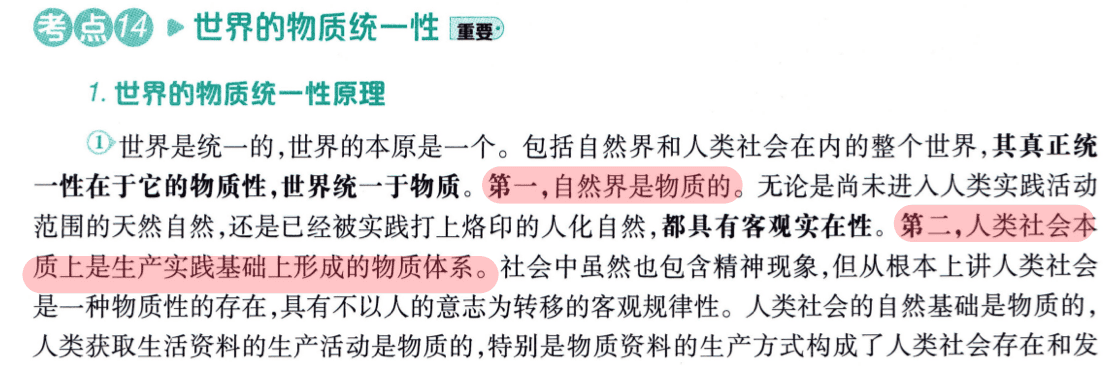 考点14 ▶ 世界的物质统一性 重要
1. 世界的物质统一性原理
①世界是统一的,世界的本原是一个。包括自然界和人类社会在内的整个世界,其真正统
一性在于它的物质性,世界统一于物质。第一,自然界是物质的。无论是尚未进入人类实践活动
范围的天然自然,还是已经被实践打上烙印的人化自然,都具有客观实在性。第二,人类社会本
质上是生产实践基础上形成的物质体系。社会中虽然也包含精神现象,但从根本上讲人类社会
是一种物质性的存在,具有不以人的意志为转移的客观规律性。人类社会的自然基础是物质的,
人类获取生活资料的生产活动是物质的,特别是物质资料的生产方式构成了人类社会存在和发